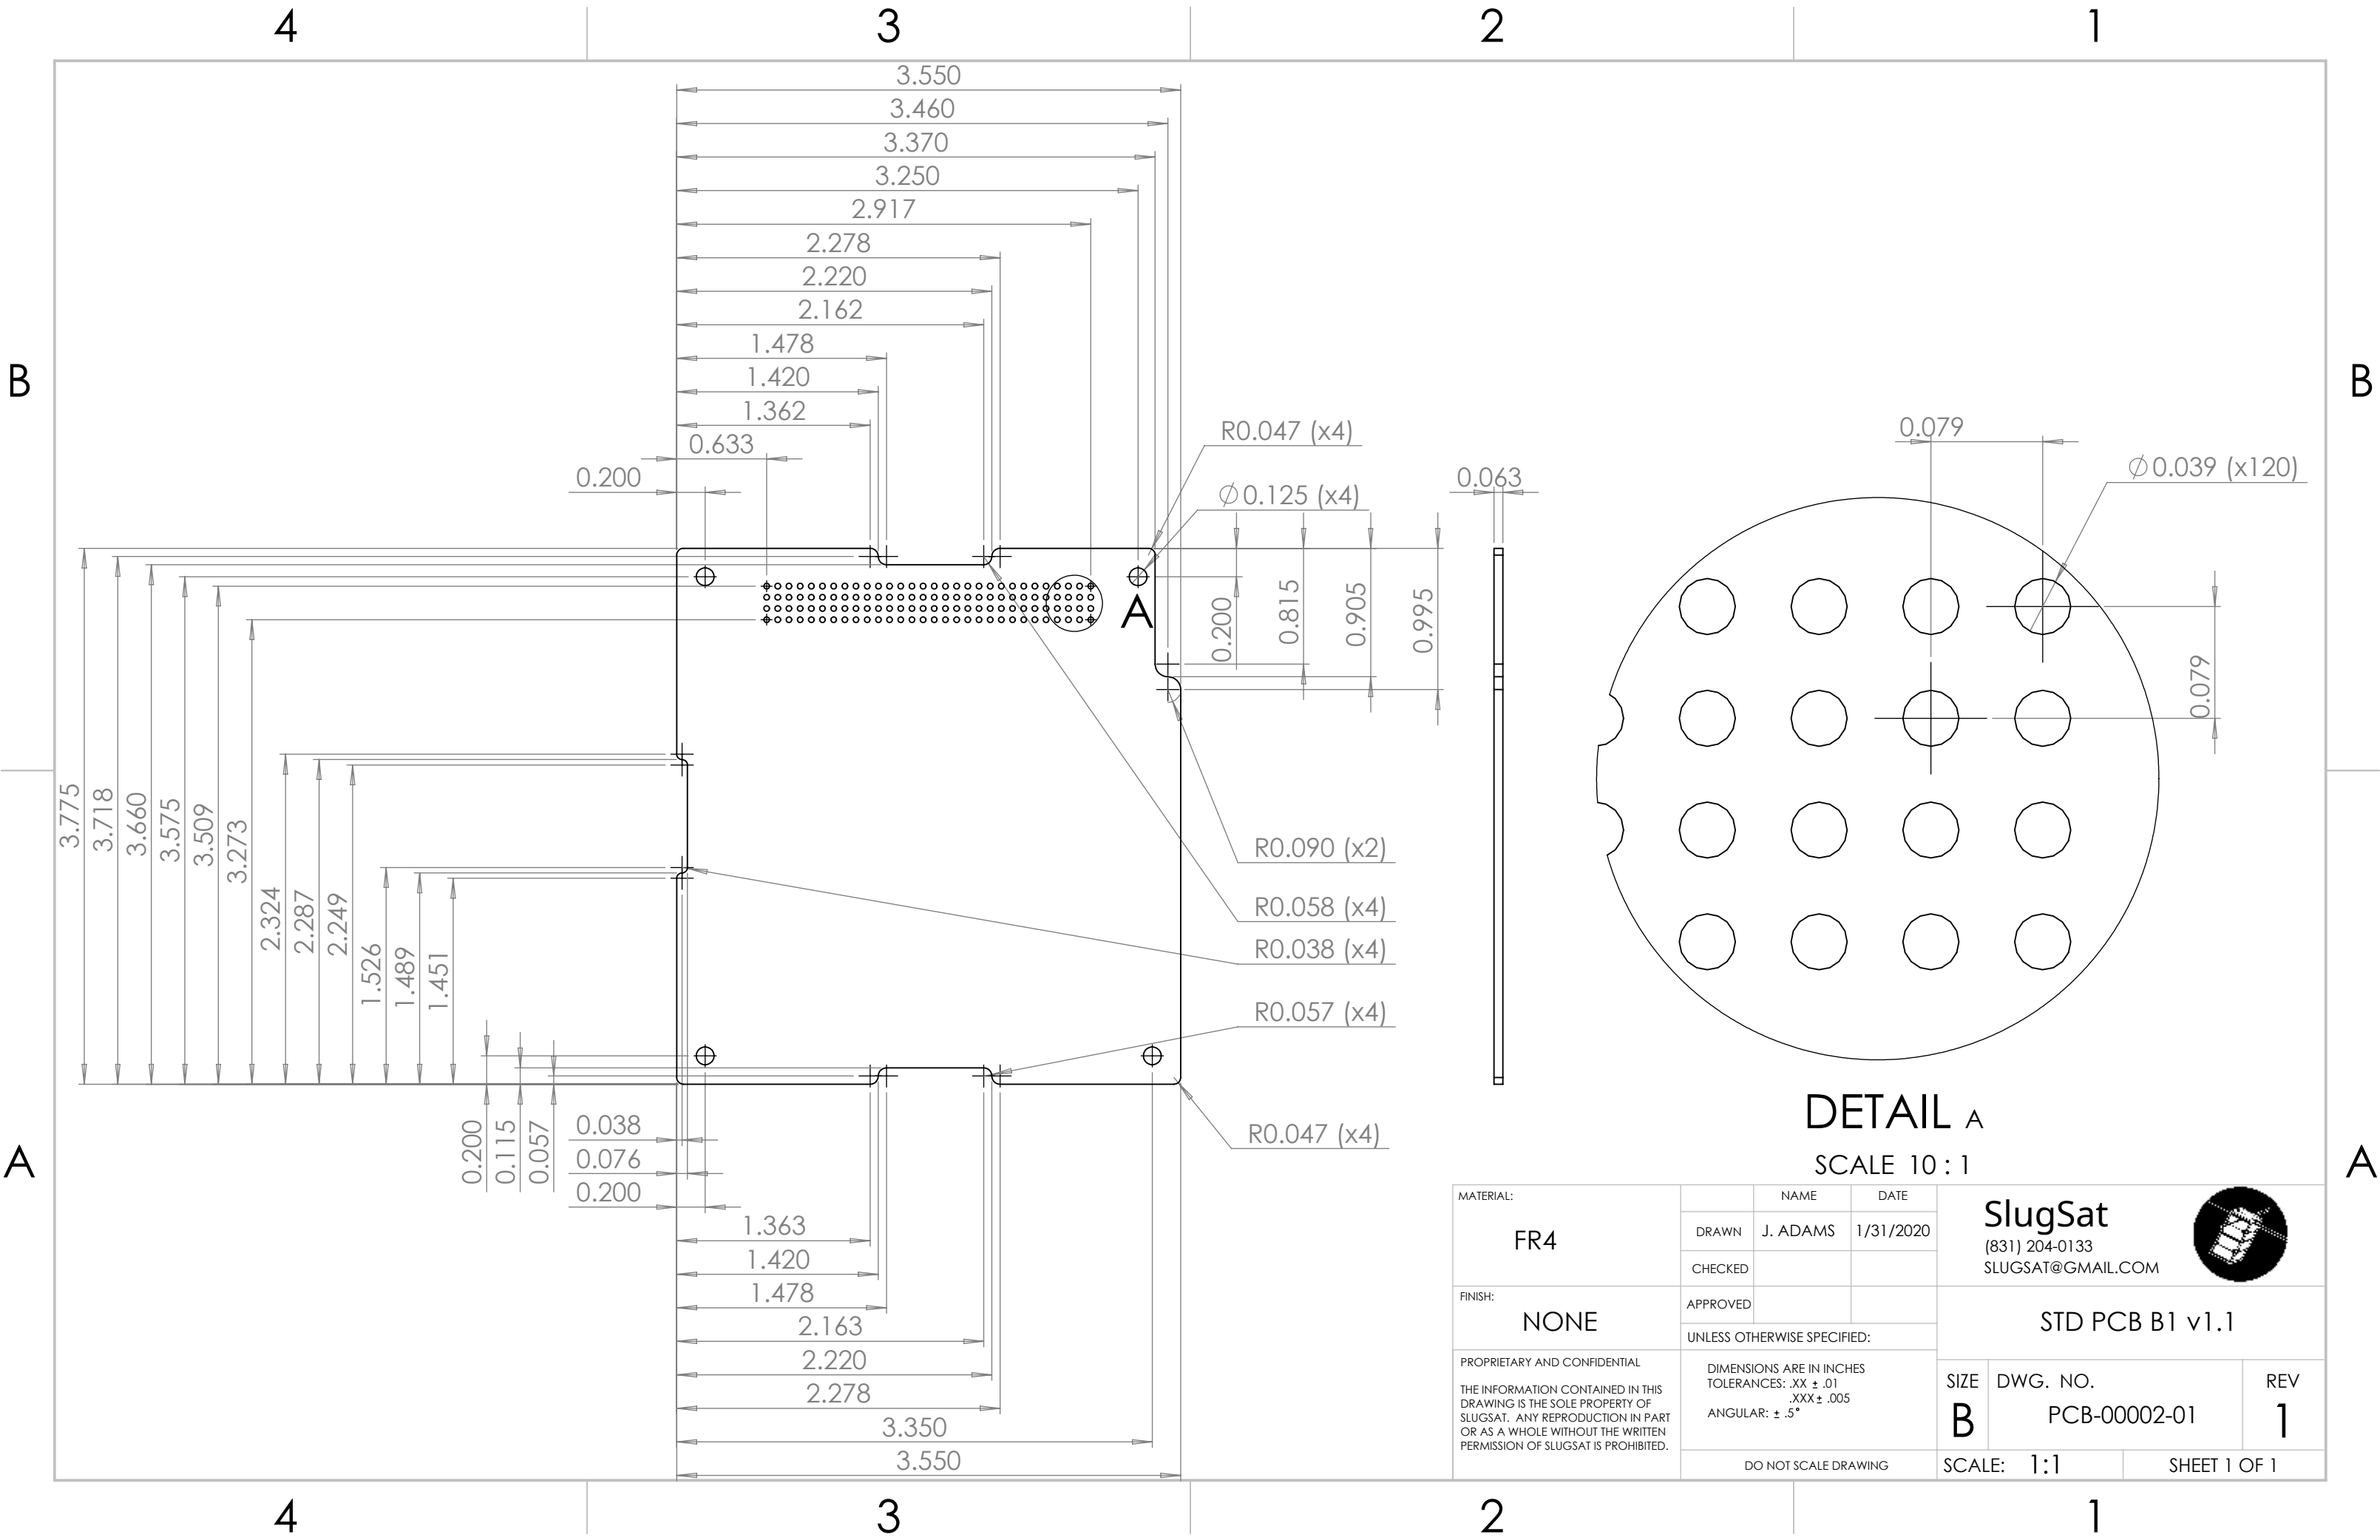 4 3 2 1
3.550
3.460
3.370
3.250
2.917
2.278
2.220
2.162
1.478
1.420
1.362
0.633
0.200
B B
R0.047 (x4)
∅0.125 (x4)
0.200
0.815
0.905
0.995
A
0.063
0.079
∅0.039 (x120)
0.079
3.775
3.718
3.660
3.575
3.509
3.273
2.324
2.287
2.249
1.526
1.489
1.451
R0.090 (x2)
R0.058 (x4)
R0.038 (x4)
R0.057 (x4)
R0.047 (x4)
0.200
0.115
0.057
0.038
0.076
0.200
1.363
1.420
1.478
2.163
2.220
2.278
3.350
3.550
DETAIL A
SCALE 10 : 1
A A
MATERIAL:
FR4
FINISH:
NONE
PROPRIETARY AND CONFIDENTIAL
THE INFORMATION CONTAINED IN THIS
DRAWING IS THE SOLE PROPERTY OF
SLUGSAT. ANY REPRODUCTION IN PART
OR AS A WHOLE WITHOUT THE WRITTEN
PERMISSION OF SLUGSAT IS PROHIBITED.
NAME DATE
DRAWN J. ADAMS 1/31/2020
CHECKED
APPROVED
UNLESS OTHERWISE SPECIFIED:
DIMENSIONS ARE IN INCHES
TOLERANCES: .XX ± .01
.XXX ± .005
ANGULAR: ± .5°
DO NOT SCALE DRAWING
SlugSat
(831) 204-0133
SLUGSAT@GMAIL.COM
STD PCB B1 v1.1
SIZE DWG. NO. REV
B PCB-00002-01 1
SCALE: 1:1 SHEET 1 OF 1
4 3 2 1